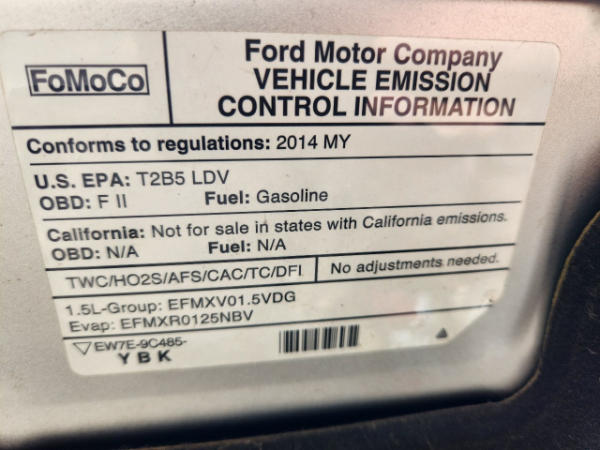 FoMoCo
Ford Motor Company
VEHICLE EMISSION
CONTROL INFORMATION
Conforms to regulations: 2014 MY
U.S. EPA: T2B5 LDV
OBD: F II Fuel: Gasoline
California: Not for sale in states with California emissions.
OBD: N/A Fuel: N/A
TWC/HO2S/AFS/CAC/TC/DFI No adjustments needed.
1.5L-Group: EFMXV01.5VDG
Evap: EFMXR0125NBV
EW7E-9C485-
YBK